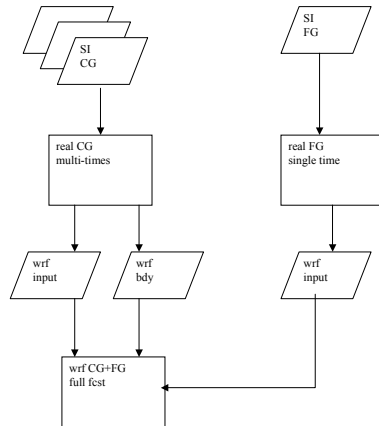 SI
CG
SI
FG
real CG
multi-times
real FG
single time
wrf
input
wrf
bdy
wrf
input
wrf CG+FG
full fcst